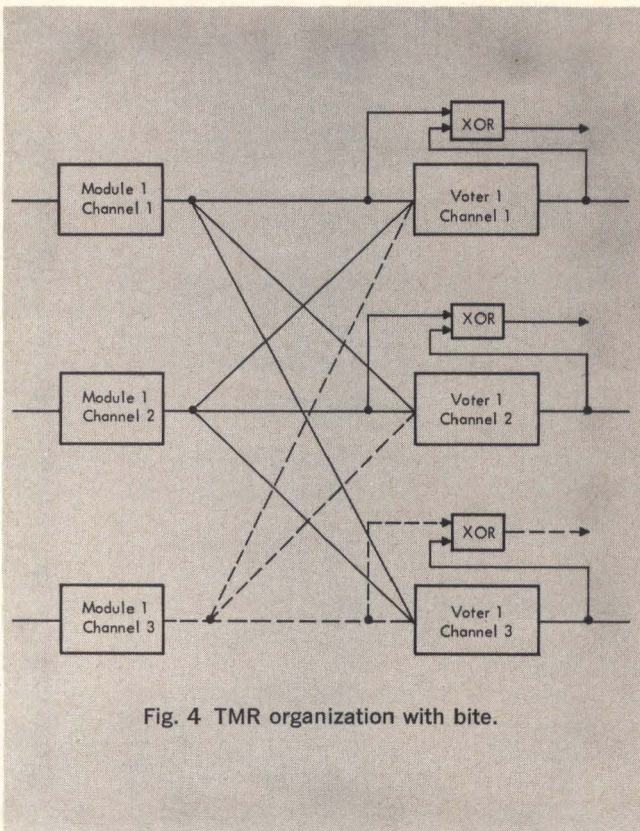 XOR
Module 1
Channel 1
Voter 1
Channel 1
XOR
Module 1
Channel 2
Voter 1
Channel 2
XOR
Module 1
Channel 3
Voter 1
Channel 3
Fig. 4 TMR organization with bite.